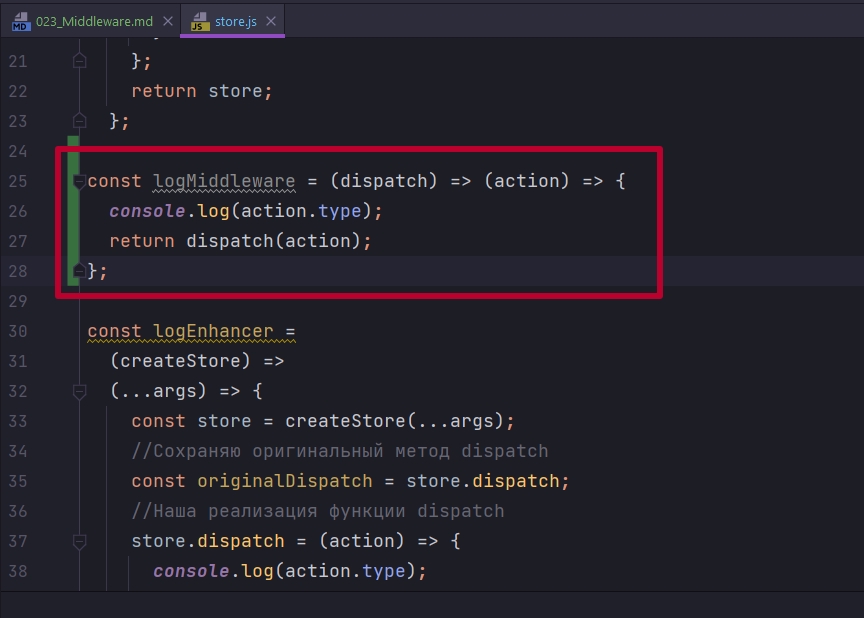 MD 023_Middleware.md
JS store.js
21 };
22 return store;
23 };
24
25 const logMiddleware = (dispatch) => (action) => {
26 console.log(action.type);
27 return dispatch(action);
28 };
29
30 const logEnhancer =
31 (createStore) =>
32 (...args) => {
33 const store = createStore(...args);
34 //Сохраняю оригинальный метод dispatch
35 const originalDispatch = store.dispatch;
36 //Наша реализация функции dispatch
37 store.dispatch = (action) => {
38 console.log(action.type);